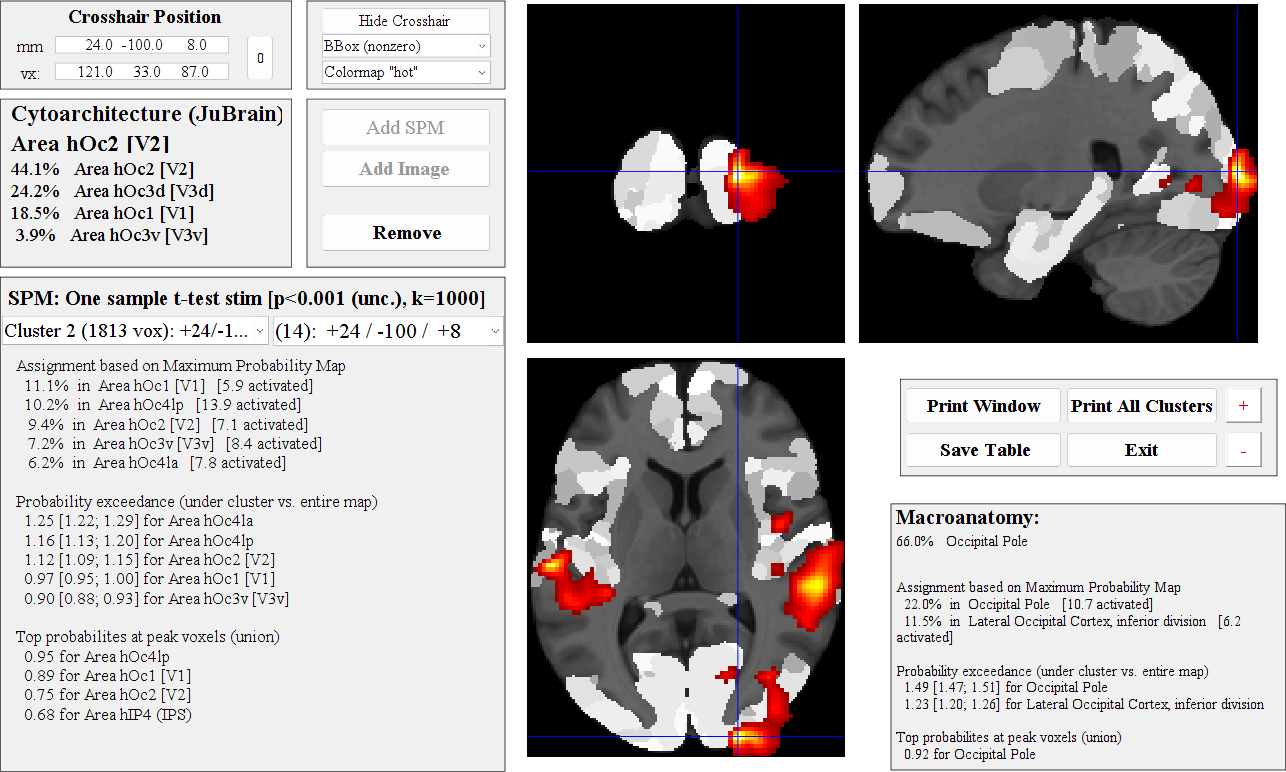 Crosshair Position
mm 24.0 -100.0 8.0
vx: 121.0 33.0 87.0
0
Hide Crosshair
BBox (nonzero)
Colormap "hot"
Cytoarchitecture (JuBrain)
Area hOc2 [V2]
44.1% Area hOc2 [V2]
24.2% Area hOc3d [V3d]
18.5% Area hOc1 [V1]
3.9% Area hOc3v [V3v]
Add SPM
Add Image
Remove
SPM: One sample t-test stim [p<0.001 (unc.), k=1000]
Cluster 2 (1813 vox): +24/-1...
(14): +24 / -100 / +8
Assignment based on Maximum Probability Map
11.1% in Area hOc1 [V1] [5.9 activated]
10.2% in Area hOc4lp [13.9 activated]
9.4% in Area hOc2 [V2] [7.1 activated]
7.2% in Area hOc3v [V3v] [8.4 activated]
6.2% in Area hOc4la [7.8 activated]
Probability exceedance (under cluster vs. entire map)
1.25 [1.22; 1.29] for Area hOc4la
1.16 [1.13; 1.20] for Area hOc4lp
1.12 [1.09; 1.15] for Area hOc2 [V2]
0.97 [0.95; 1.00] for Area hOc1 [V1]
0.90 [0.88; 0.93] for Area hOc3v [V3v]
Top probabilites at peak voxels (union)
0.95 for Area hOc4lp
0.89 for Area hOc1 [V1]
0.75 for Area hOc2 [V2]
0.68 for Area hIP4 (IPS)
Print Window
Print All Clusters
+
Save Table
Exit
-
Macroanatomy:
66.0% Occipital Pole
Assignment based on Maximum Probability Map
22.0% in Occipital Pole [10.7 activated]
11.5% in Lateral Occipital Cortex, inferior division [6.2
activated]
Probability exceedance (under cluster vs. entire map)
1.49 [1.47; 1.51] for Occipital Pole
1.23 [1.20; 1.26] for Lateral Occipital Cortex, inferior division
Top probabilites at peak voxels (union)
0.92 for Occipital Pole